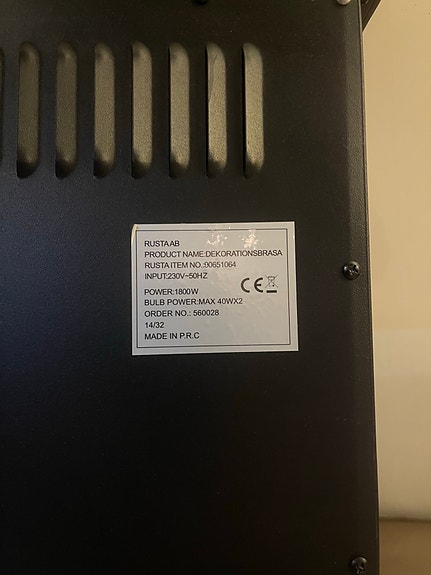 RUSTA AB
PRODUCT NAME:DEKORATIONSBRASA
RUSTA ITEM NO.:00651064
INPUT:230V~50HZ
CE
POWER:1800W
BULB POWER:MAX 40WX2
ORDER NO.: 560028
14/32
MADE IN P.R.C